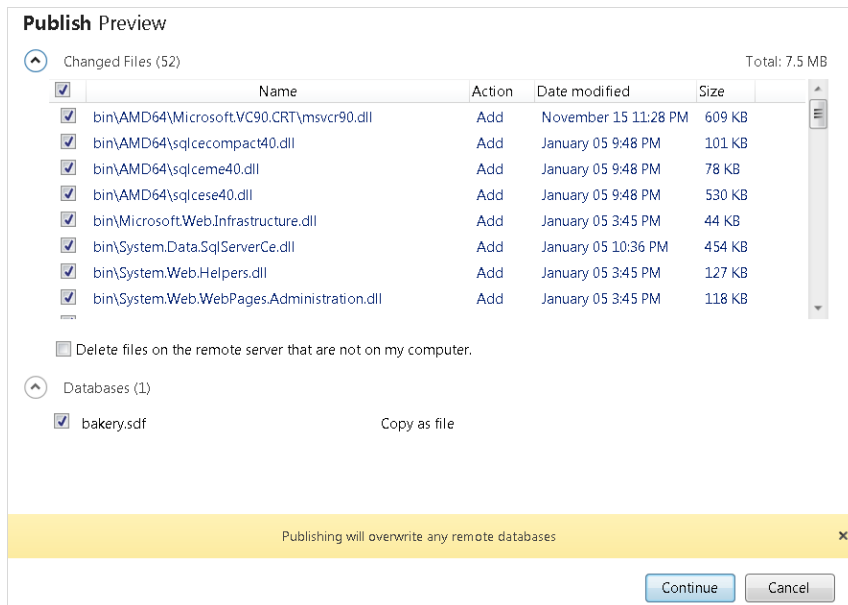 Publish Preview
Changed Files (52) Total: 7.5 MB
Name Action Date modified Size
bin\AMD64\Microsoft.VC90.CRT\msvcr90.dll Add November 15 11:28 PM 609 KB
bin\AMD64\sqlcecompact40.dll Add January 05 9:48 PM 101 KB
bin\AMD64\sqlceme40.dll Add January 05 9:48 PM 78 KB
bin\AMD64\sqlcese40.dll Add January 05 9:48 PM 530 KB
bin\Microsoft.Web.Infrastructure.dll Add January 05 3:45 PM 44 KB
bin\System.Data.SqlServerCe.dll Add January 05 10:36 PM 454 KB
bin\System.Web.Helpers.dll Add January 05 3:45 PM 127 KB
bin\System.Web.WebPages.Administration.dll Add January 05 3:45 PM 118 KB
Delete files on the remote server that are not on my computer.
Databases (1)
bakery.sdf Copy as file
Publishing will overwrite any remote databases
Continue Cancel